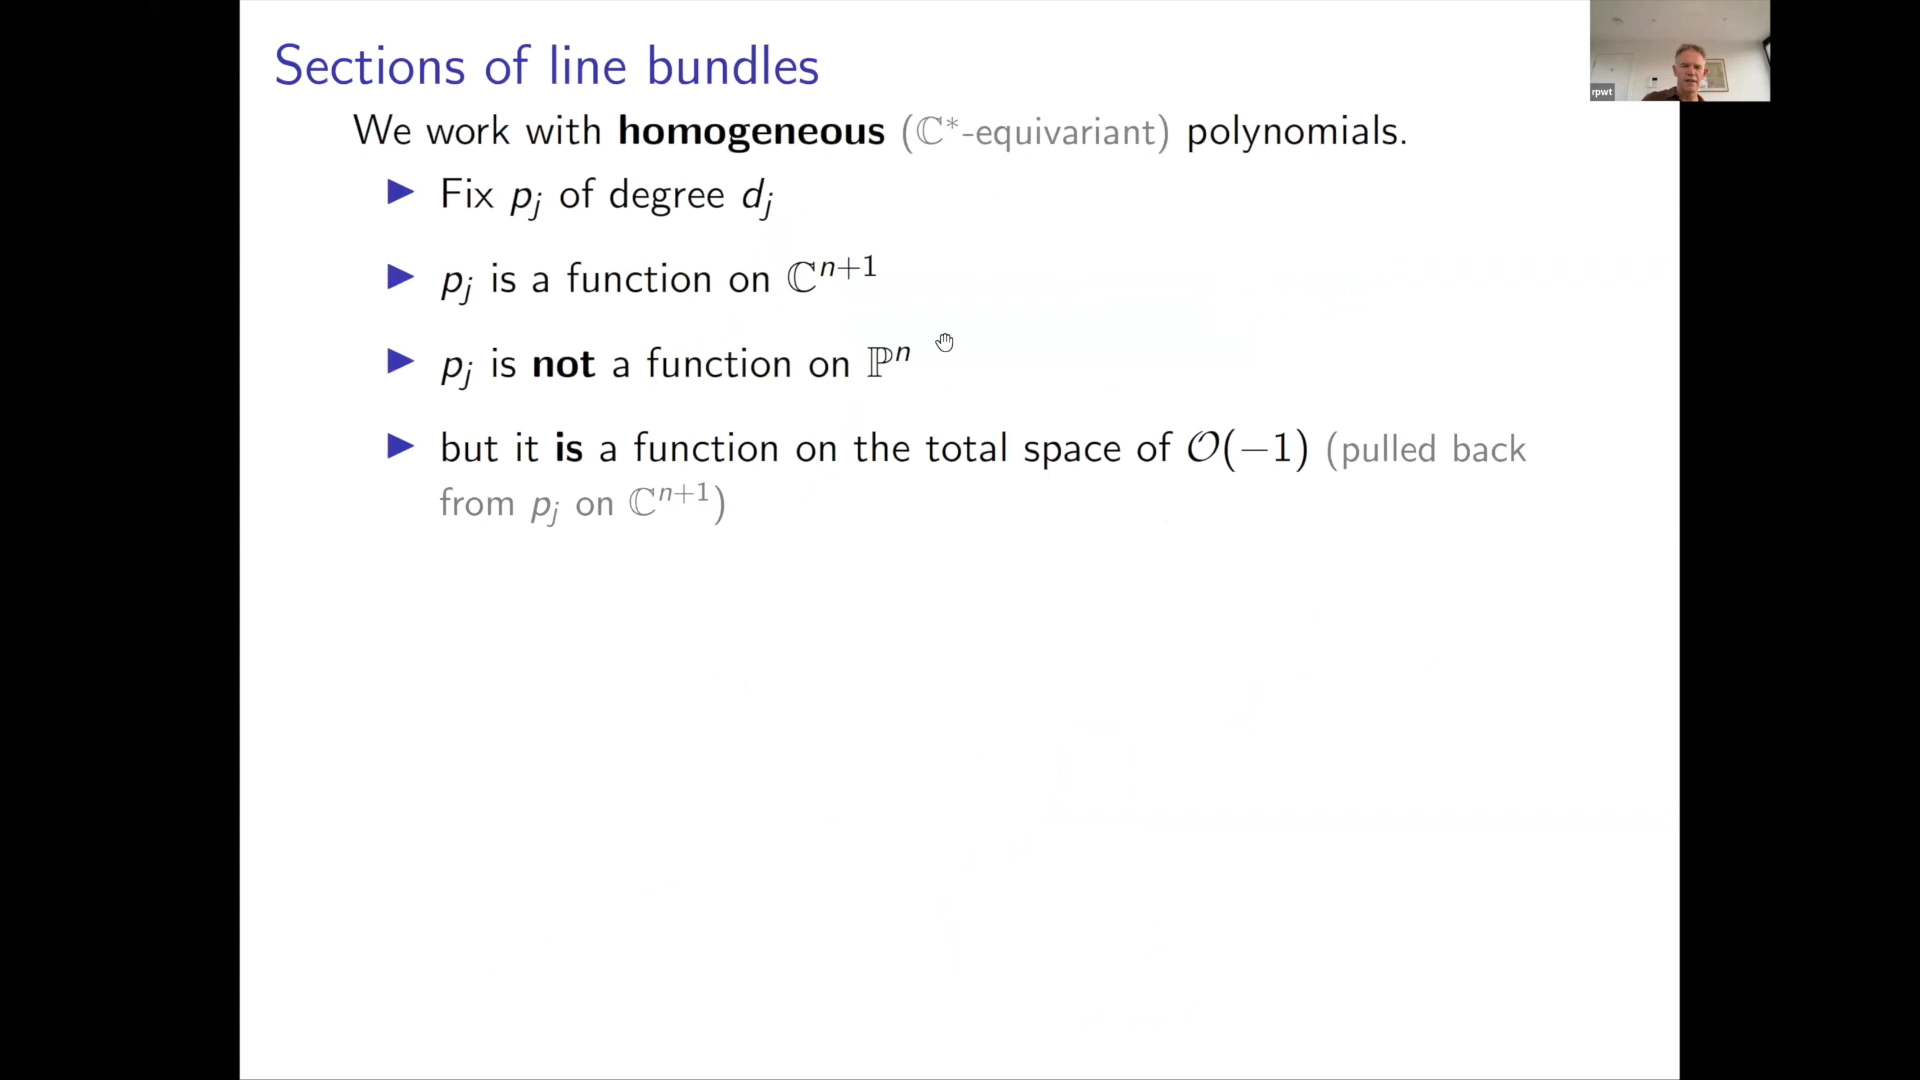 Sections of line bundles
rpwt
We work with homogeneous (ℂ*-equivariant) polynomials.
▶ Fix p_j of degree d_j
▶ p_j is a function on ℂ^{n+1}
▶ p_j is not a function on ℙ^n
▶ but it is a function on the total space of 𝒪(−1) (pulled back
from p_j on ℂ^{n+1})